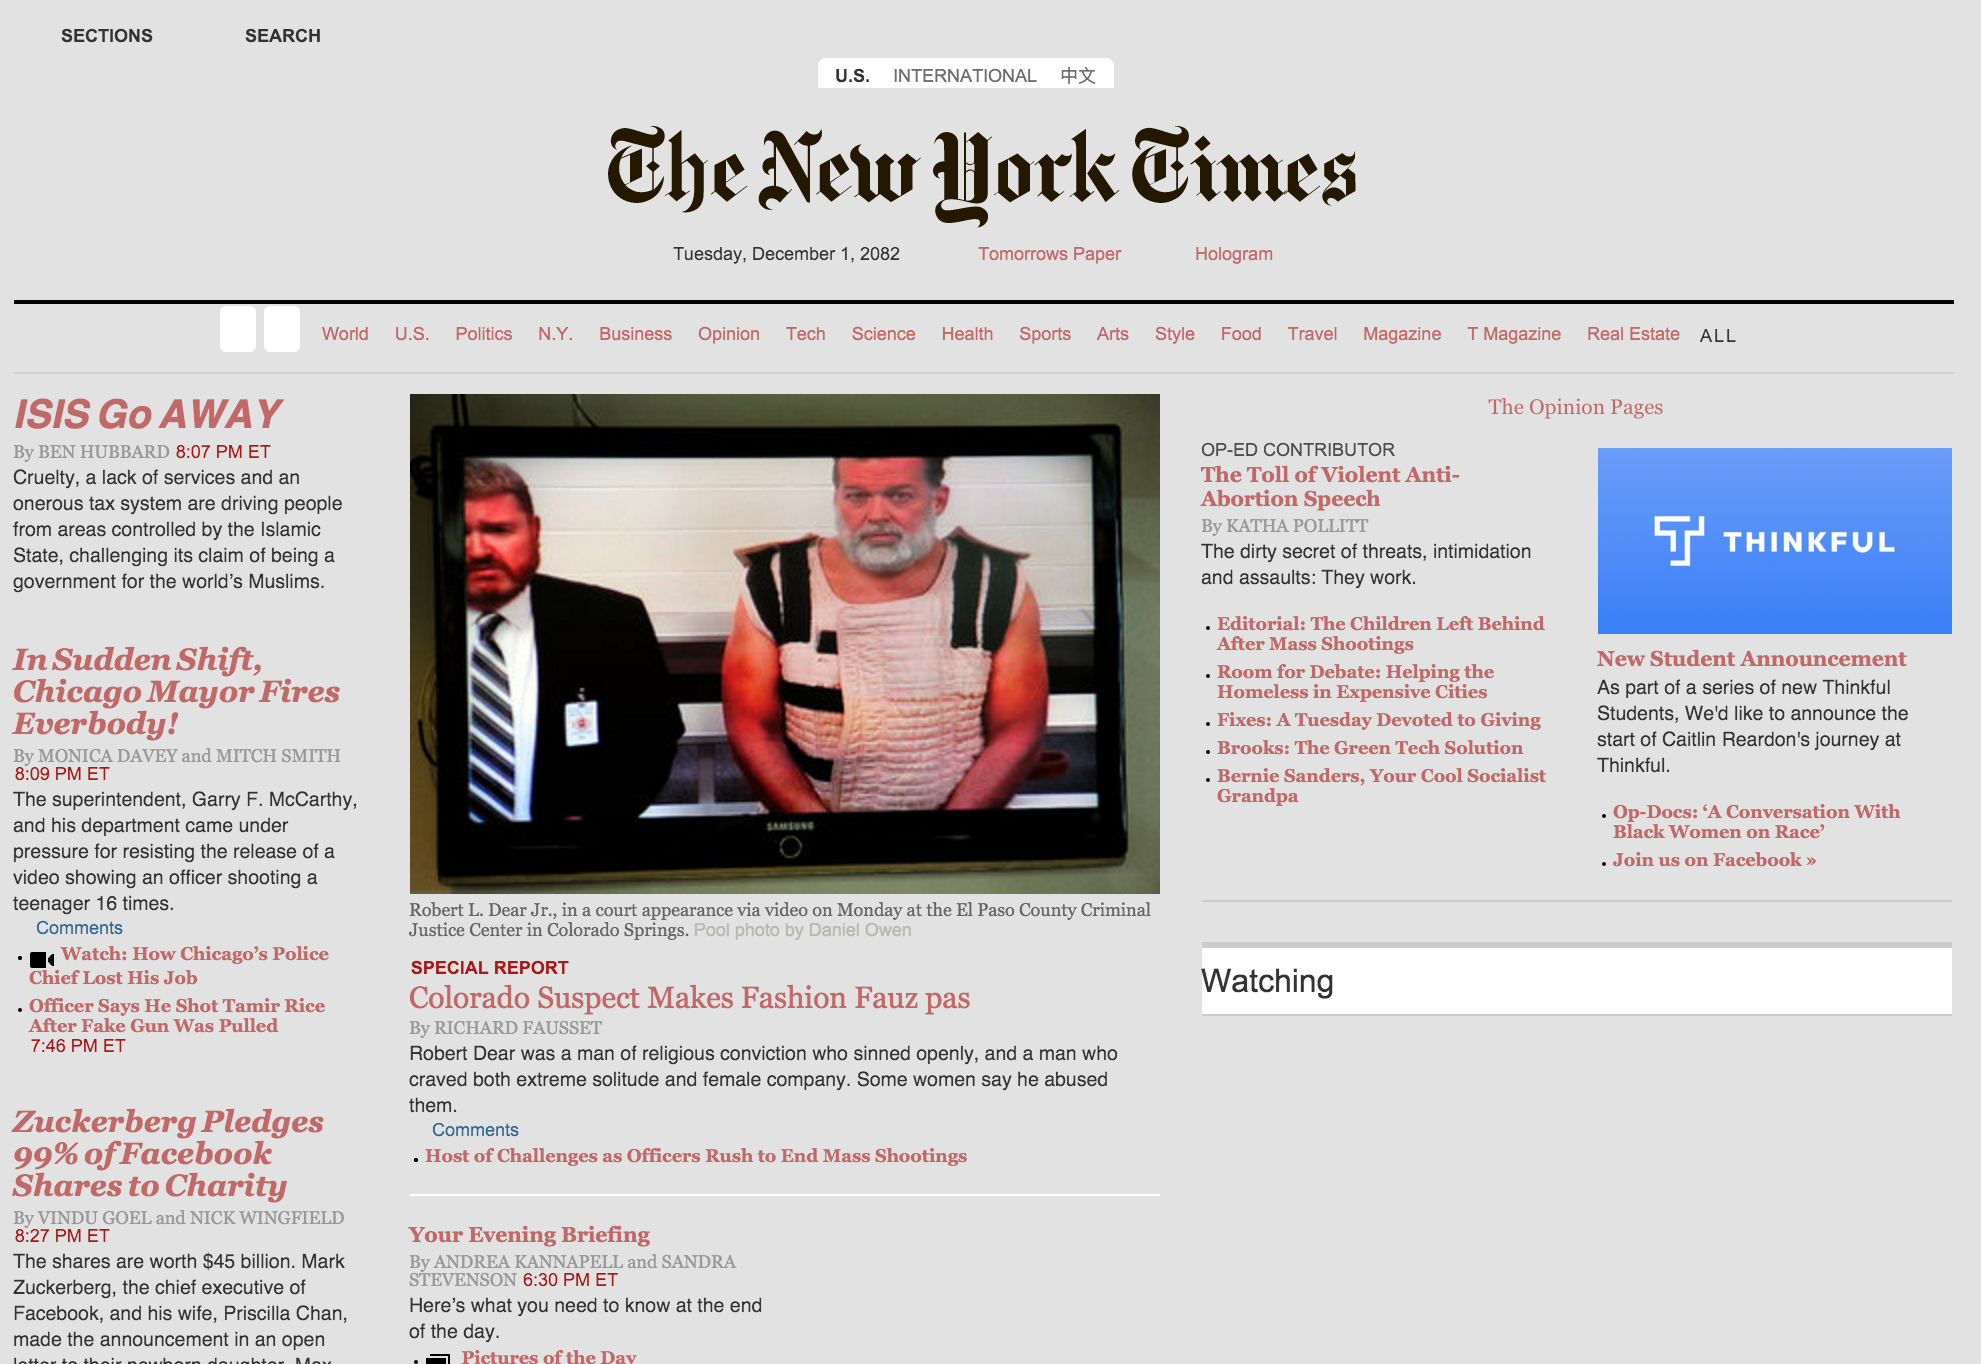 SECTIONS SEARCH
U.S. INTERNATIONAL 中文
The New York Times
Tuesday, December 1, 2082 Tomorrows Paper Hologram
World U.S. Politics N.Y. Business Opinion Tech Science Health Sports Arts Style Food Travel Magazine T Magazine Real Estate ALL
ISIS Go AWAY
By BEN HUBBARD 8:07 PM ET
Cruelty, a lack of services and an
onerous tax system are driving people
from areas controlled by the Islamic
State, challenging its claim of being a
government for the world’s Muslims.
In Sudden Shift,
Chicago Mayor Fires
Everbody!
By MONICA DAVEY and MITCH SMITH
8:09 PM ET
The superintendent, Garry F. McCarthy,
and his department came under
pressure for resisting the release of a
video showing an officer shooting a
teenager 16 times.
Comments
Watch: How Chicago’s Police
Chief Lost His Job
Officer Says He Shot Tamir Rice
After Fake Gun Was Pulled
7:46 PM ET
Zuckerberg Pledges
99% of Facebook
Shares to Charity
By VINDU GOEL and NICK WINGFIELD
8:27 PM ET
The shares are worth $45 billion. Mark
Zuckerberg, the chief executive of
Facebook, and his wife, Priscilla Chan,
made the announcement in an open
letter to their newborn daughter, Max.
SAMSUNG
Robert L. Dear Jr., in a court appearance via video on Monday at the El Paso County Criminal
Justice Center in Colorado Springs. Pool photo by Daniel Owen
SPECIAL REPORT
Colorado Suspect Makes Fashion Fauz pas
By RICHARD FAUSSET
Robert Dear was a man of religious conviction who sinned openly, and a man who
craved both extreme solitude and female company. Some women say he abused
them.
Comments
Host of Challenges as Officers Rush to End Mass Shootings
Your Evening Briefing
By ANDREA KANNAPELL and SANDRA
STEVENSON 6:30 PM ET
Here’s what you need to know at the end
of the day.
Pictures of the Day
The Opinion Pages
OP-ED CONTRIBUTOR
The Toll of Violent Anti-
Abortion Speech
By KATHA POLLITT
The dirty secret of threats, intimidation
and assaults: They work.
Editorial: The Children Left Behind
After Mass Shootings
Room for Debate: Helping the
Homeless in Expensive Cities
Fixes: A Tuesday Devoted to Giving
Brooks: The Green Tech Solution
Bernie Sanders, Your Cool Socialist
Grandpa
THINKFUL
New Student Announcement
As part of a series of new Thinkful
Students, We'd like to announce the
start of Caitlin Reardon's journey at
Thinkful.
Op-Docs: ‘A Conversation With
Black Women on Race’
Join us on Facebook »
Watching